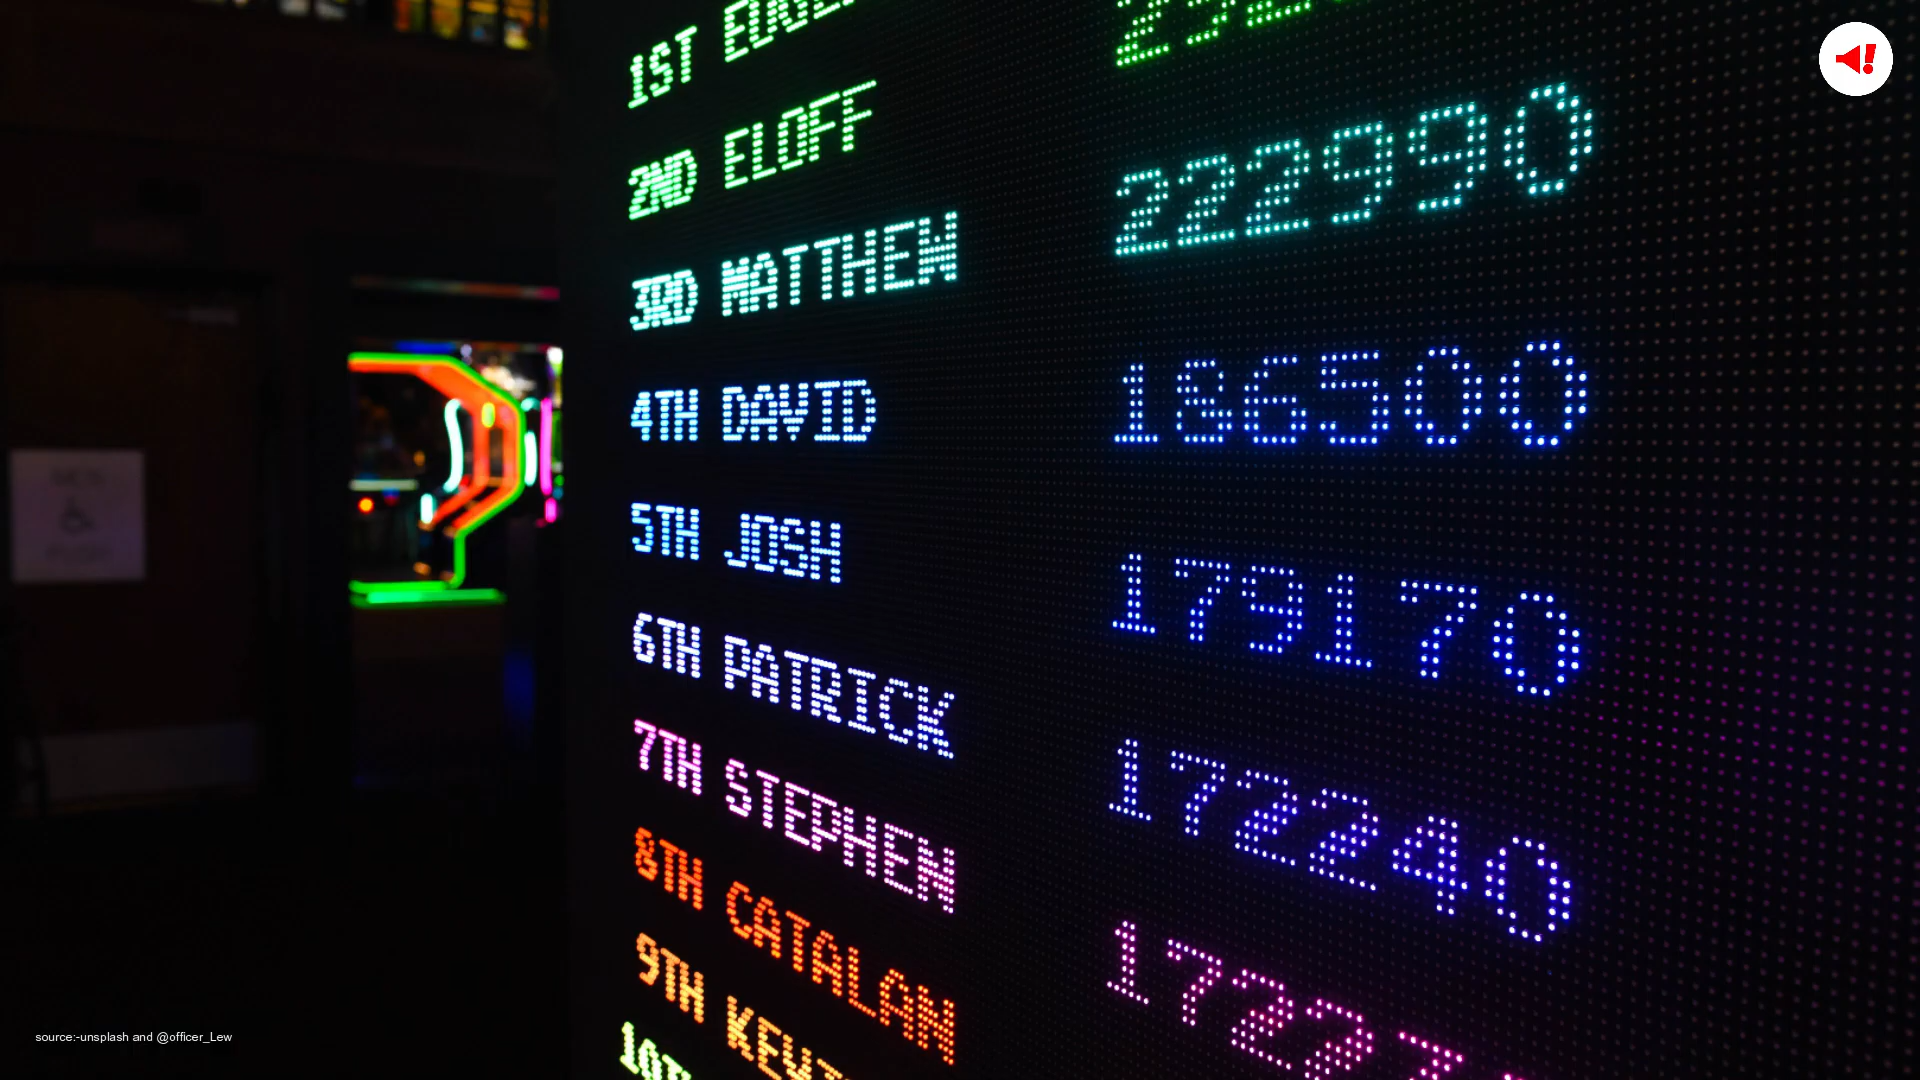 1ST
2ND ELOFF
3RD MATTHEW 222990
4TH DAVID 186500
5TH JOSH 179170
6TH PATRICK 172240
7TH STEPHEN
8TH CATALAN
9TH
source:-unsplash and @officer_Lew